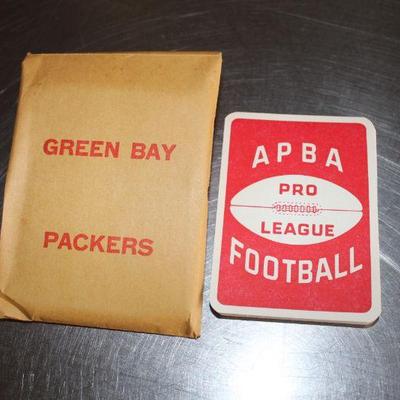 GREEN BAY
PACKERS
APBA
PRO
LEAGUE
FOOTBALL